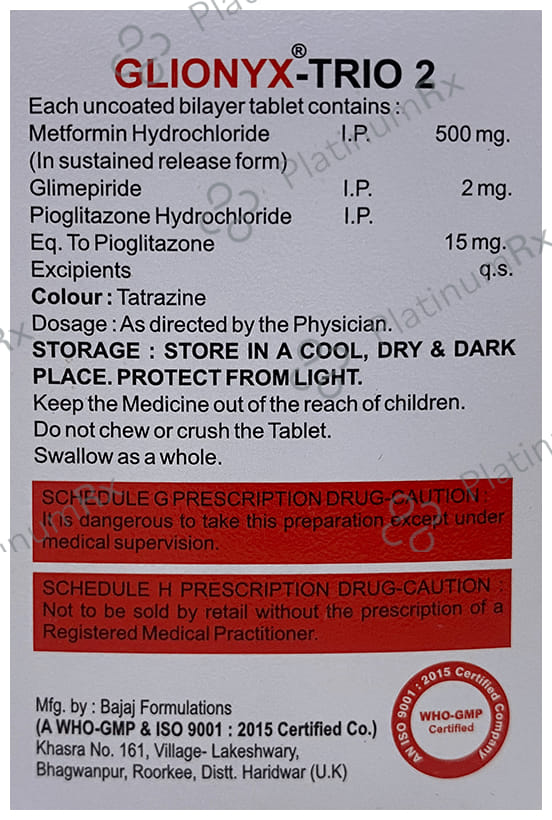 GLIONYX®-TRIO 2
Each uncoated bilayer tablet contains :
Metformin Hydrochloride I.P. 500 mg.
(In sustained release form)
Glimepiride I.P. 2 mg.
Pioglitazone Hydrochloride I.P.
Eq. To Pioglitazone 15 mg.
Excipients q.s.
Colour : Tatrazine
Dosage : As directed by the Physician.
STORAGE : STORE IN A COOL, DRY & DARK
PLACE. PROTECT FROM LIGHT.
Keep the Medicine out of the reach of children.
Do not chew or crush the Tablet.
Swallow as a whole.
SCHEDULE G PRESCRIPTION DRUG-CAUTION :
It is dangerous to take this preparation except under
medical supervision.
SCHEDULE H PRESCRIPTION DRUG-CAUTION :
Not to be sold by retail without the prescription of a
Registered Medical Practitioner.
Mfg. by : Bajaj Formulations
(A WHO-GMP & ISO 9001 : 2015 Certified Co.)
Khasra No. 161, Village- Lakeshwary,
Bhagwanpur, Roorkee, Distt. Haridwar (U.K)
AN ISO 9001 : 2015 Certified Company
WHO-GMP
Certified
PlatinumRx
PlatinumRx
PlatinumRx
Platin
Rx
inumRx